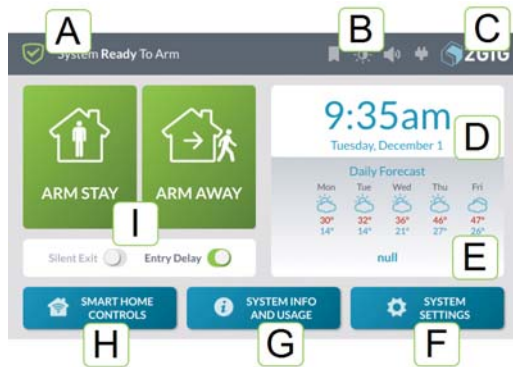 A
B
C
System Ready To Arm
2GIG
9:35am
D
Tuesday, December 1
ARM STAY
ARM AWAY
Daily Forecast
Mon Tue Wed Thu Fri
30° 32° 36° 46° 47°
14° 14° 21° 27° 26°
I
Silent Exit
Entry Delay
null
E
SMART HOME
CONTROLS
SYSTEM INFO
AND USAGE
SYSTEM
SETTINGS
H
G
F